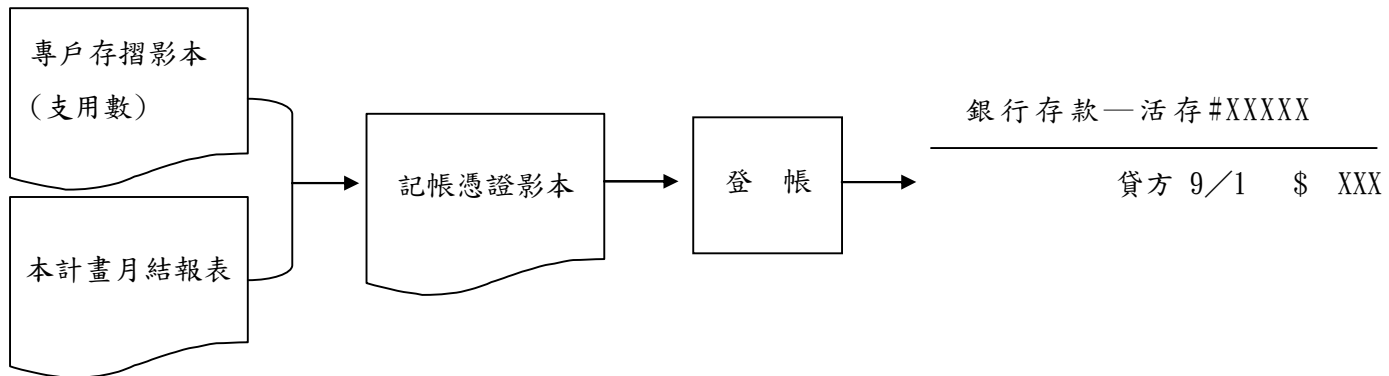 專戶存摺影本
（支用數）
本計畫月結報表
記帳憑證影本
登　帳
銀行存款—活存#XXXXX
貸方 9／1　$　XXX